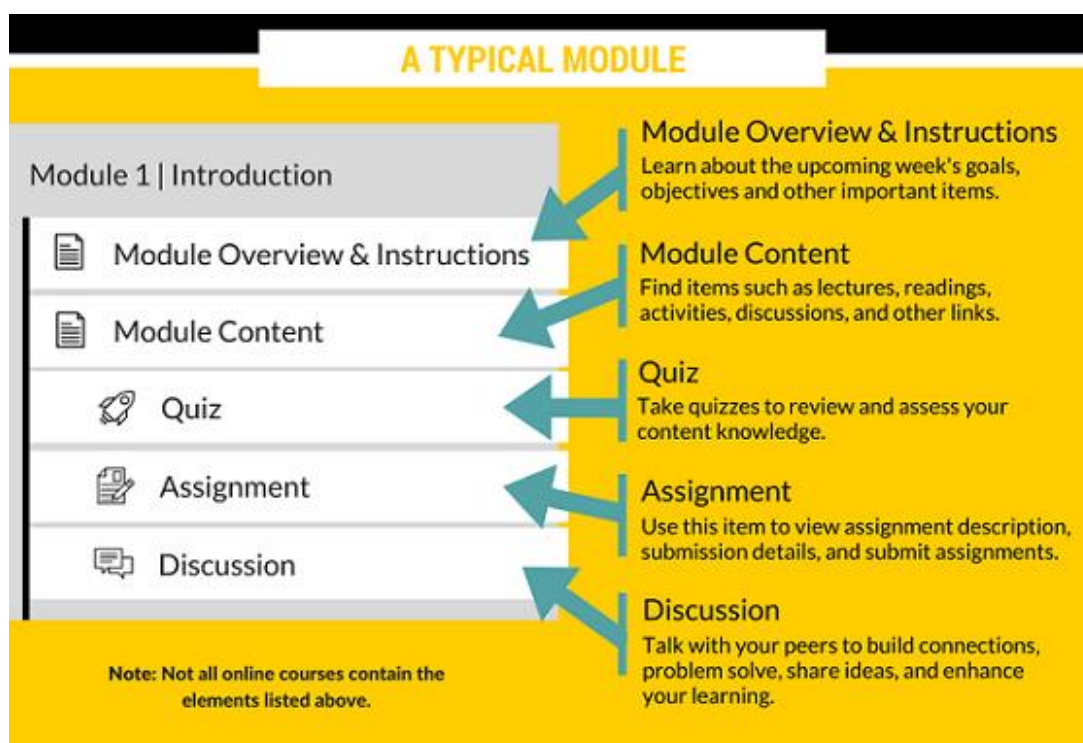 A TYPICAL MODULE
Module 1 | Introduction
Module Overview & Instructions
Module Content
Quiz
Assignment
Discussion
Note: Not all online courses contain the
elements listed above.
Module Overview & Instructions
Learn about the upcoming week's goals,
objectives and other important items.
Module Content
Find items such as lectures, readings,
activities, discussions, and other links.
Quiz
Take quizzes to review and assess your
content knowledge.
Assignment
Use this item to view assignment description,
submission details, and submit assignments.
Discussion
Talk with your peers to build connections,
problem solve, share ideas, and enhance
your learning.